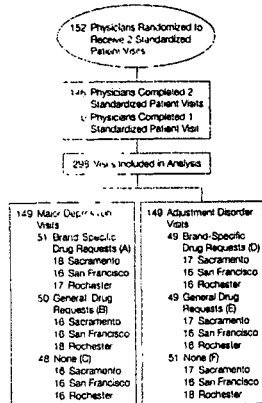 152 Physicians Randomized to
Receive 2 Standardized
Patient Visits
146 Physicians Completed 2
Standardized Patient Visits
Physicians Completed 1
Standardized Patient Visit
298 Visits Included in Analysis
149 Major Depression
Visits
51 Brand-Specific
Drug Requests (A)
18 Sacramento
16 San Francisco
17 Rochester
50 General Drug
Requests (B)
16 Sacramento
16 San Francisco
18 Rochester
48 None (C)
16 Sacramento
16 San Francisco
16 Rochester
149 Adjustment Disorder
Visits
49 Brand-Specific
Drug Requests (D)
17 Sacramento
16 San Francisco
16 Rochester
49 General Drug
Requests (E)
17 Sacramento
16 San Francisco
16 Rochester
51 None (F)
17 Sacramento
16 San Francisco
18 Rochester